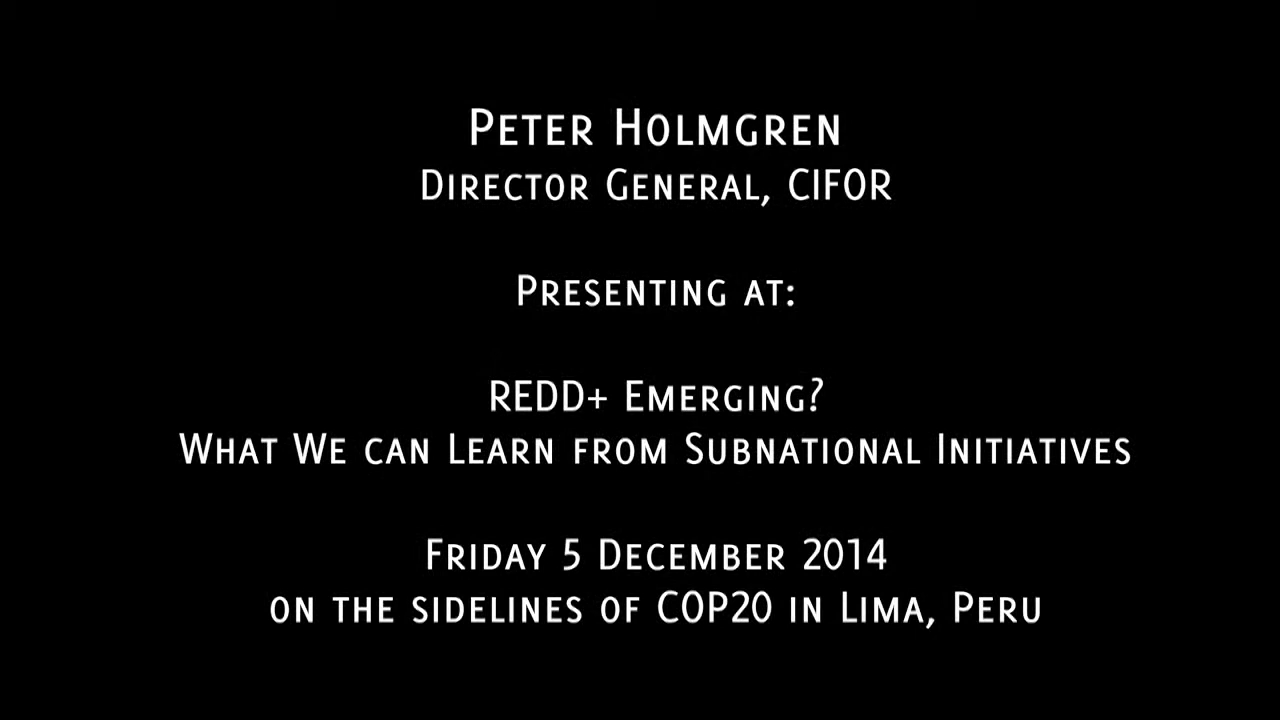 Peter Holmgren
Director General, CIFOR
Presenting at:
REDD+ Emerging?
What We can Learn from Subnational Initiatives
Friday 5 December 2014
on the sidelines of COP20 in Lima, Peru